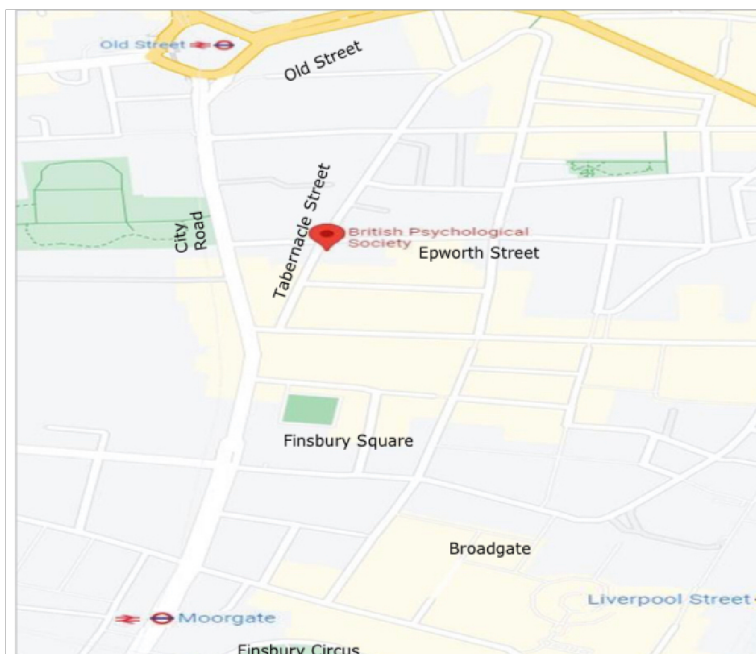 Old Street
Old Street
Tabernacle Street
City
Road
British Psychological
Society
Epworth Street
Finsbury Square
Broadgate
Liverpool Street
Moorgate
Finsbury Circus